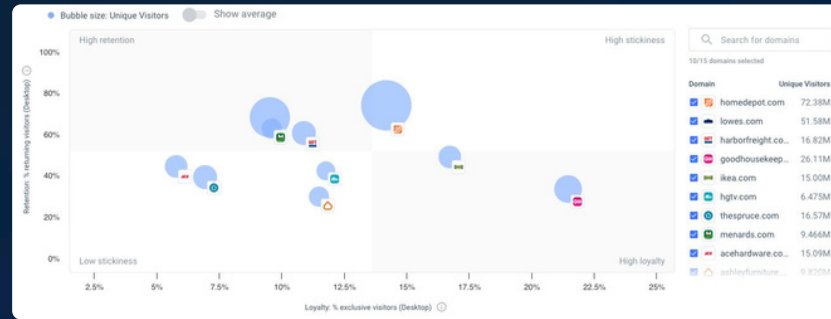 Bubble size: Unique Visitors
Show average
High retention
High stickiness
100%
80%
60%
40%
20%
0%
Retention: % returning visitors (Desktop)
Low stickiness
High loyalty
2.5%
5%
7.5%
10%
12.5%
15%
17.5%
20%
22.5%
25%
Loyalty: % exclusive visitors (Desktop)
Search for domains
10/15 domains selected
Domain Unique Visitors
homedepot.com 72.38M
lowes.com 51.58M
harborfreight.co... 16.82M
goodhousekeep... 26.11M
ikea.com 15.00M
hgtv.com 6.475M
thespruce.com 16.57M
menards.com 9.466M
acehardware.co... 15.09M
ashleyfurniture... 9.820M